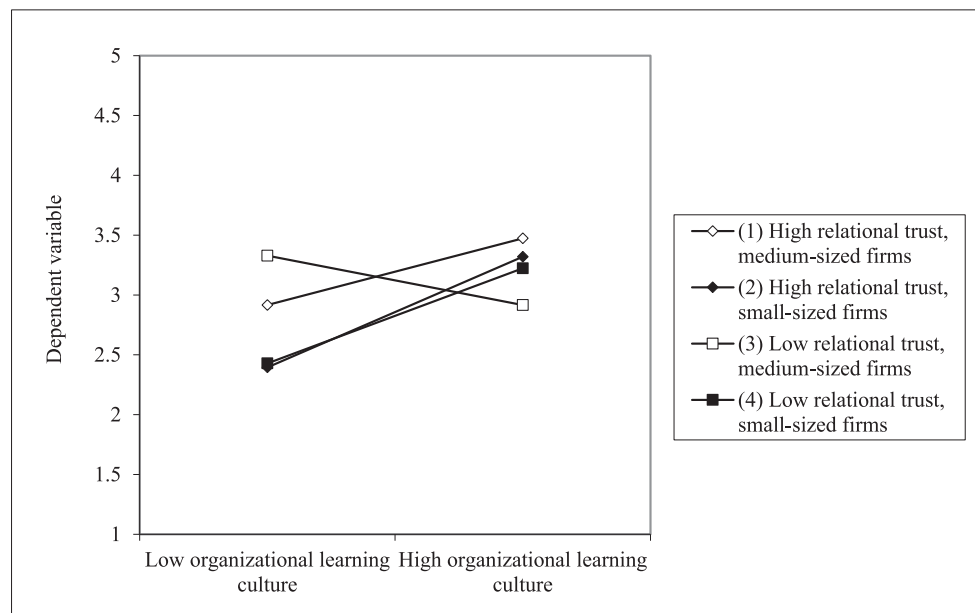 5
4.5
4
3.5
3
2.5
2
1.5
1
Dependent variable
Low organizational learning
culture
High organizational learning
culture
(1) High relational trust,
medium-sized firms
(2) High relational trust,
small-sized firms
(3) Low relational trust,
medium-sized firms
(4) Low relational trust,
small-sized firms